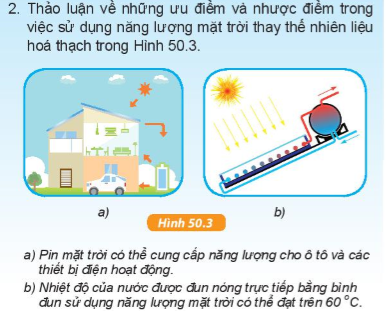 2. Thảo luận về những ưu điểm và nhược điểm trong
việc sử dụng năng lượng mặt trời thay thế nhiên liệu
hoá thạch trong Hình 50.3.
a)
b)
Hình 50.3
a) Pin mặt trời có thể cung cấp năng lượng cho ô tô và các
thiết bị điện hoạt động.
b) Nhiệt độ của nước được đun nóng trực tiếp bằng bình
đun sử dụng năng lượng mặt trời có thể đạt trên 60 °C.